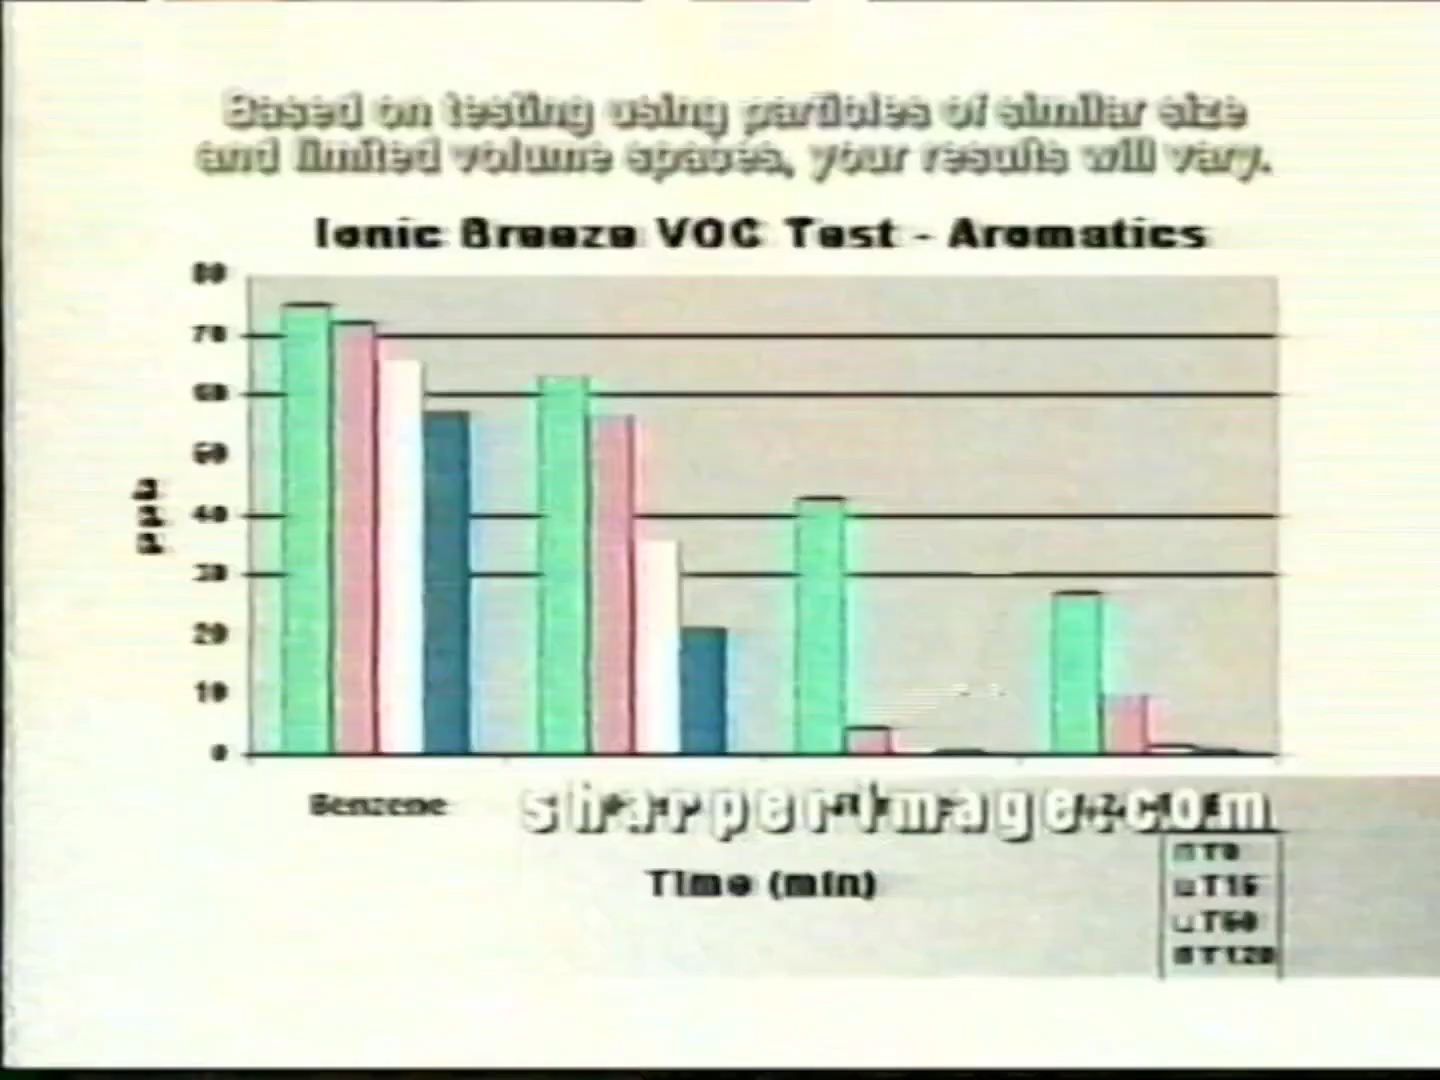 Based on testing using particles of similar size
and limited volume spaces, your results will vary.
Ionic Breeze VOC Test - Aromatics
80
70
60
50
40
30
20
10
0
ppb
Benzene
sharperimage.com
Time (min)
T0
T15
T60
T120